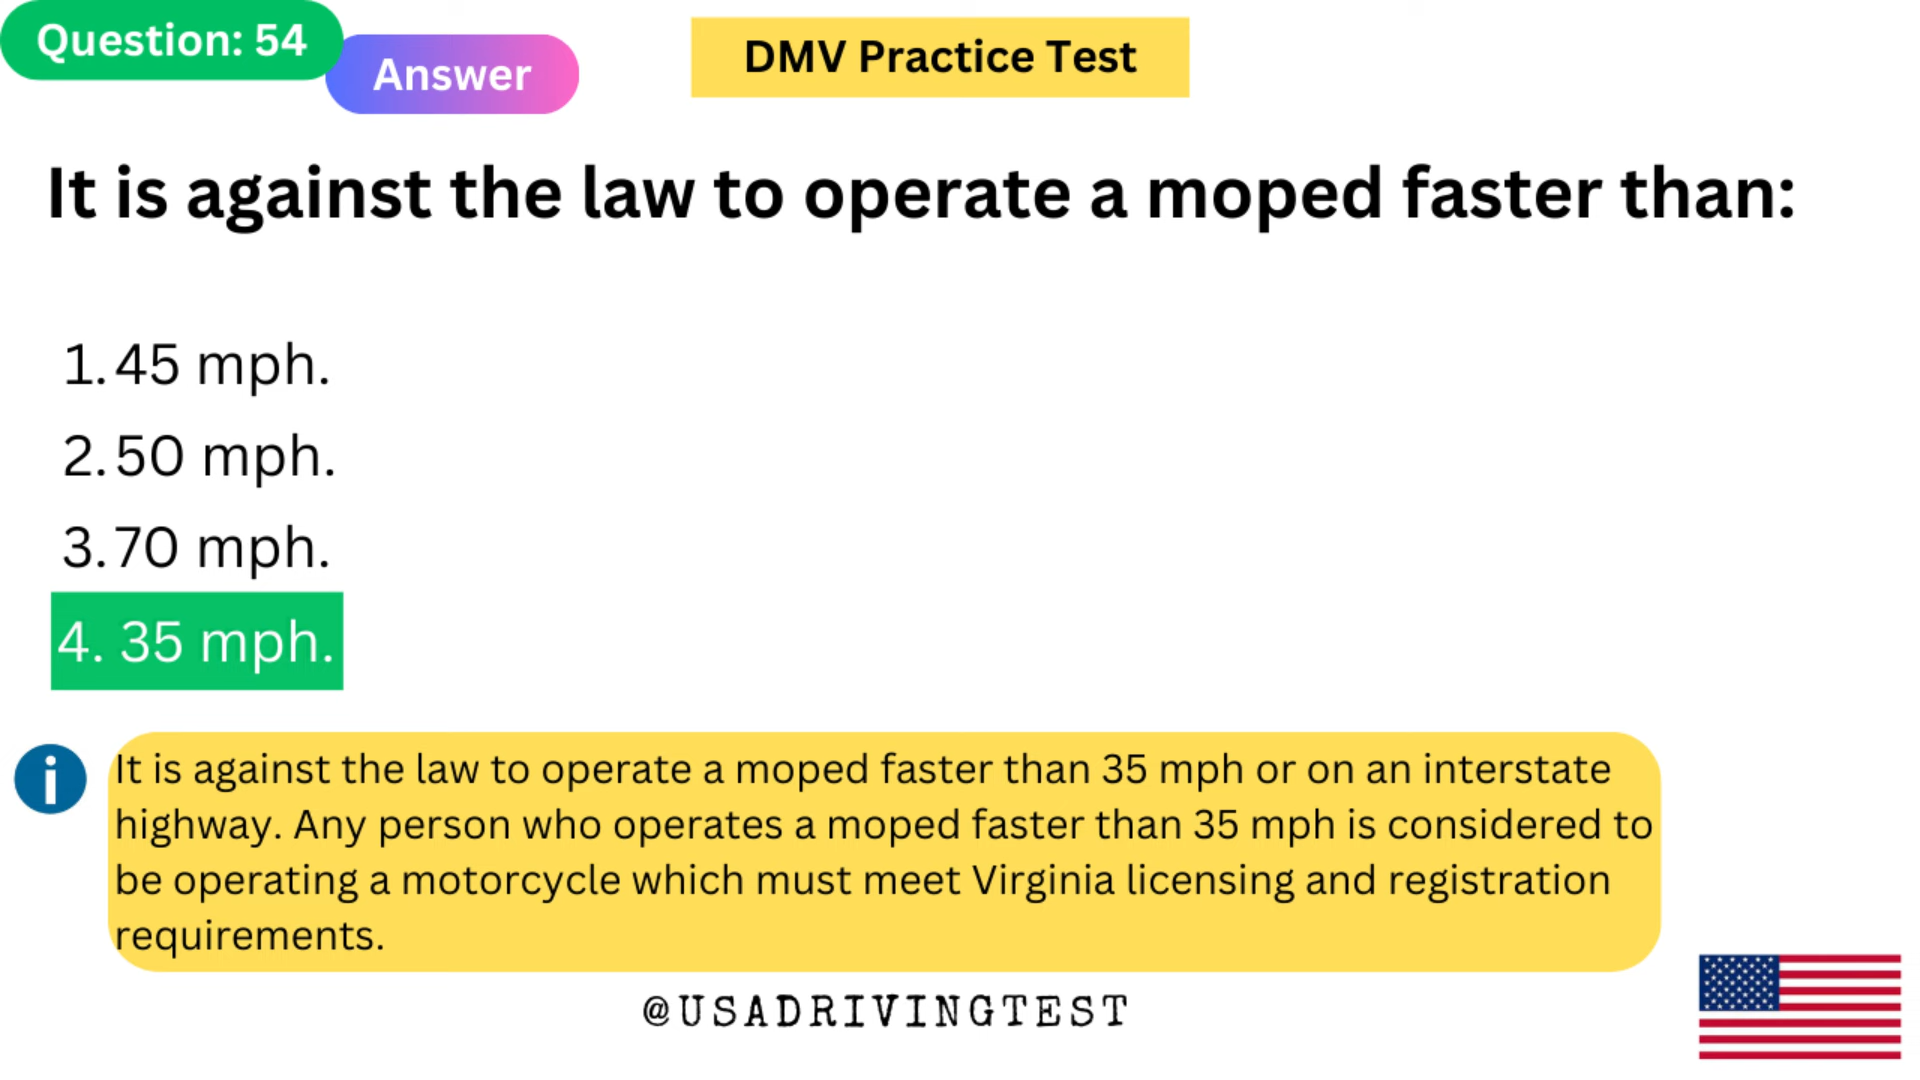 Question: 54
Answer
DMV Practice Test
It is against the law to operate a moped faster than:
1. 45 mph.
2. 50 mph.
3. 70 mph.
4. 35 mph.
i
It is against the law to operate a moped faster than 35 mph or on an interstate
highway. Any person who operates a moped faster than 35 mph is considered to
be operating a motorcycle which must meet Virginia licensing and registration
requirements.
@USADRIVINGTEST